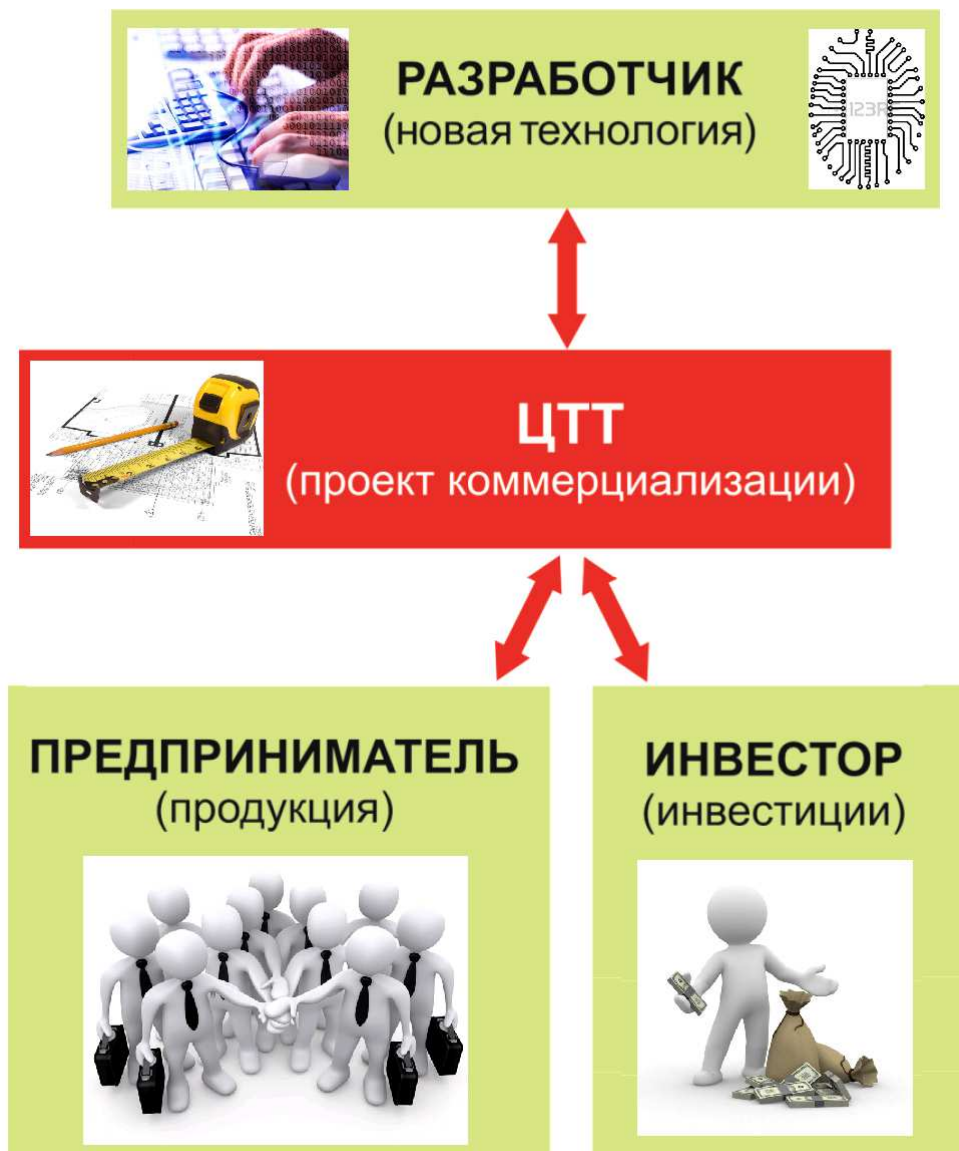 РАЗРАБОТЧИК
(новая технология)
ЦТТ
(проект коммерциализации)
ПРЕДПРИНИМАТЕЛЬ
(продукция)
ИНВЕСТОР
(инвестиции)